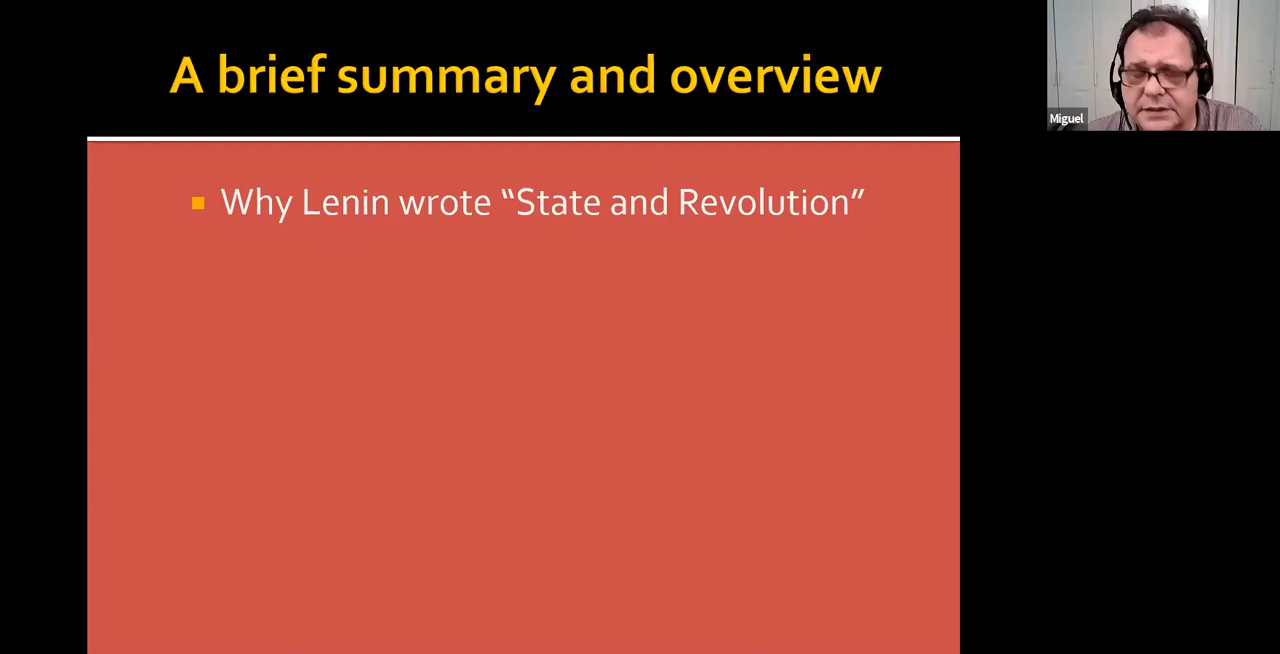 A brief summary and overview
Miguel
Why Lenin wrote “State and Revolution”